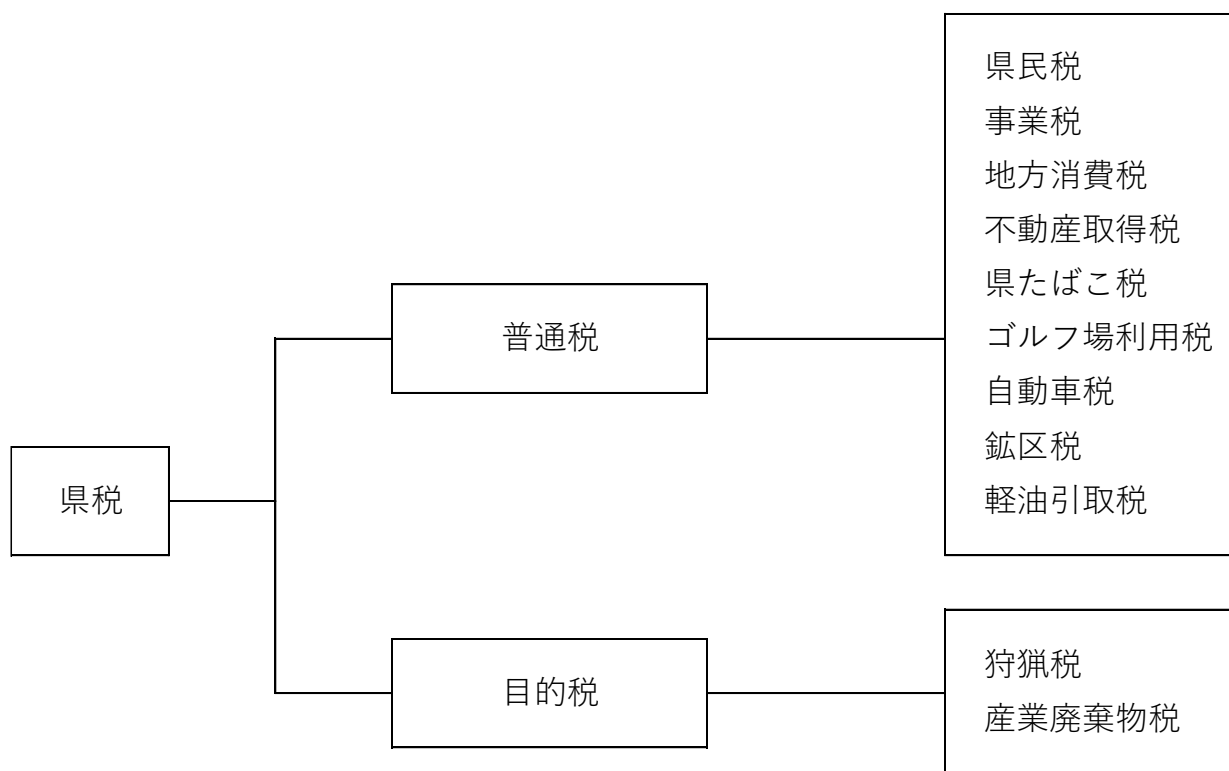 県税
普通税
県民税
事業税
地方消費税
不動産取得税
県たばこ税
ゴルフ場利用税
自動車税
鉱区税
軽油引取税
目的税
狩猟税
産業廃棄物税